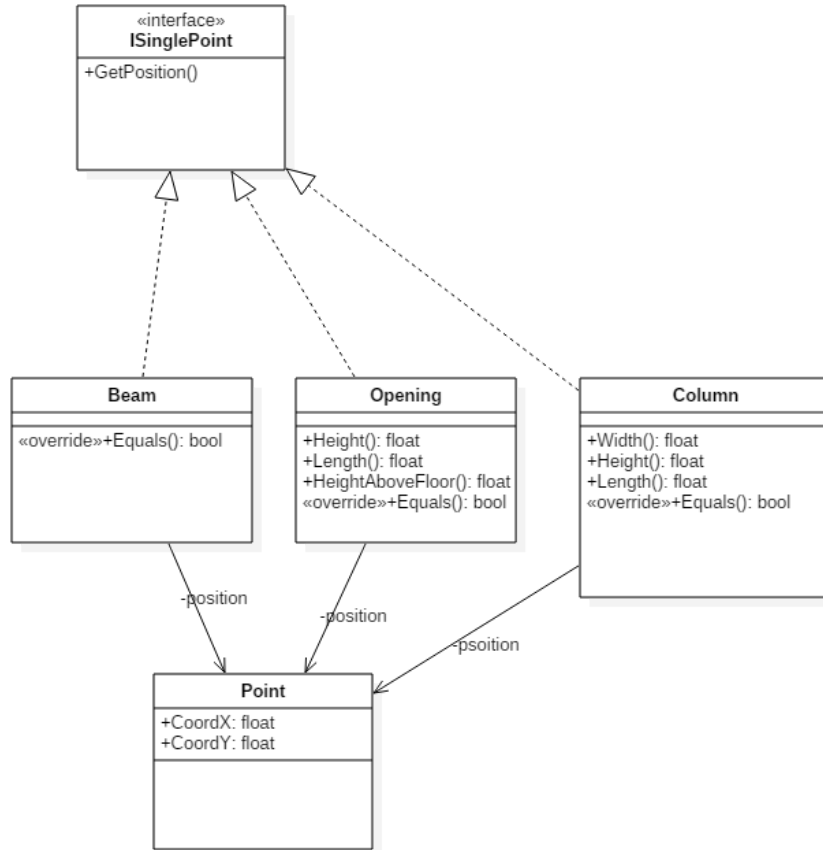 «interface»
ISinglePoint
+GetPosition()
Beam
«override»+Equals(): bool
Opening
+Height(): float
+Length(): float
+HeightAboveFloor(): float
«override»+Equals(): bool
Column
+Width(): float
+Height(): float
+Length(): float
«override»+Equals(): bool
-position
-position
-psoition
Point
+CoordX: float
+CoordY: float